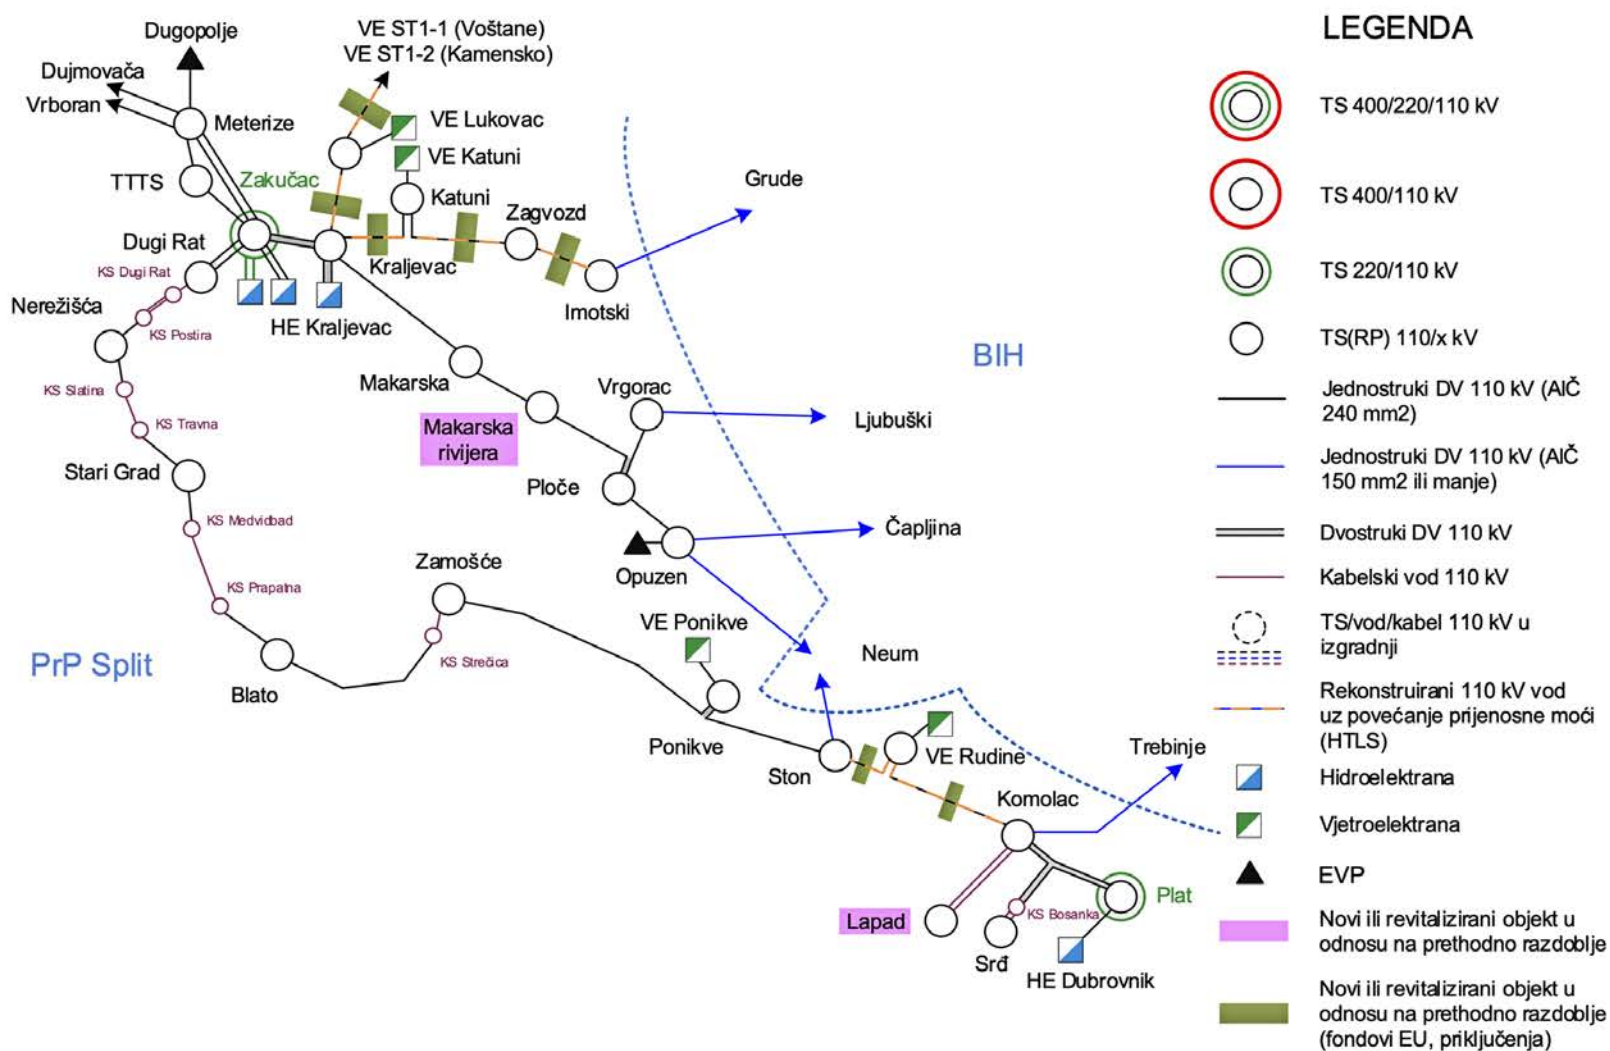 VE ST1-1 (Voštane)
VE ST1-2 (Kamensko)
Dugopolje
Dujmovača
Vrboran
Meterize
VE Lukovac
VE Katuni
TTTS
Zakučac
Katuni
Zagvozd
Grude
Dugi Rat
KS Dugi Rat
Kraljevac
Nerežišća
KS Postira
HE Kraljevac
Imotski
BIH
Makarska
Vrgorac
KS Slatina
KS Travna
Makarska
rivijera
Ljubuški
Stari Grad
Ploče
KS Medvidbad
Čapljina
Zamošće
Opuzen
KS Prapatna
VE Ponikve
Neum
PrP Split
KS Strečica
Blato
Ponikve
Ston
VE Rudine
Trebinje
Komolac
Plat
Lapad
KS Bosanka
Srđ
HE Dubrovnik
LEGENDA
TS 400/220/110 kV
TS 400/110 kV
TS 220/110 kV
TS(RP) 110/x kV
Jednostruki DV 110 kV (AlČ
240 mm2)
Jednostruki DV 110 kV (AlČ
150 mm2 ili manje)
Dvostruki DV 110 kV
Kabelski vod 110 kV
TS/vod/kabel 110 kV u
izgradnji
Rekonstruirani 110 kV vod
uz povećanje prijenosne moći
(HTLS)
Hidroelektrana
Vjetroelektrana
EVP
Novi ili revitalizirani objekt u
odnosu na prethodno razdoblje
Novi ili revitalizirani objekt u
odnosu na prethodno razdoblje
(fondovi EU, priključenja)